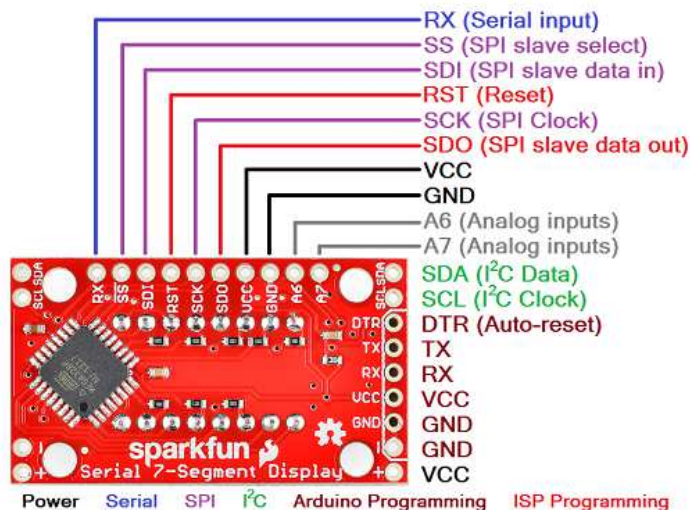 RX (Serial input)
SS (SPI slave select)
SDI (SPI slave data in)
RST (Reset)
SCK (SPI Clock)
SDO (SPI slave data out)
VCC
GND
A6 (Analog inputs)
A7 (Analog inputs)
SDA (I²C Data)
SCL (I²C Clock)
DTR (Auto-reset)
TX
RX
VCC
GND
GND
VCC
SCL SDA
RX
SS
SDI
RST
SCK
SDO
VCC
GND
A6
A7
SCL SDA
DTR
TX
RX
VCC
GND
-
-
sparkfun
Serial 7-Segment Display
+
+
Power Serial SPI I²C Arduino Programming ISP Programming